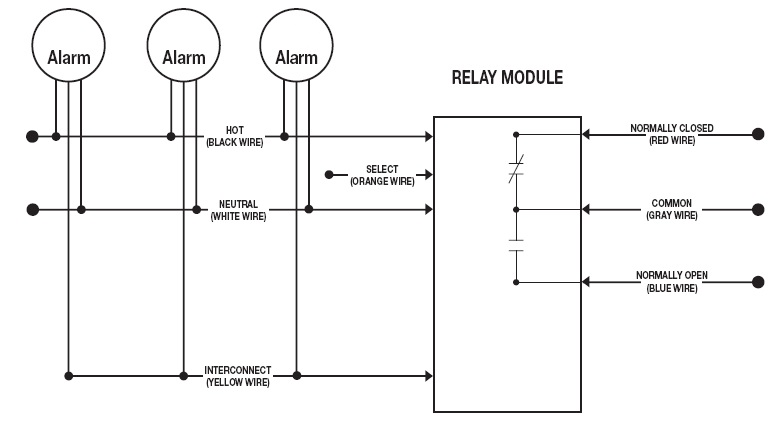 Alarm
Alarm
Alarm
RELAY MODULE
HOT
(BLACK WIRE)
NORMALLY CLOSED
(RED WIRE)
SELECT
(ORANGE WIRE)
NEUTRAL
(WHITE WIRE)
COMMON
(GRAY WIRE)
NORMALLY OPEN
(BLUE WIRE)
INTERCONNECT
(YELLOW WIRE)